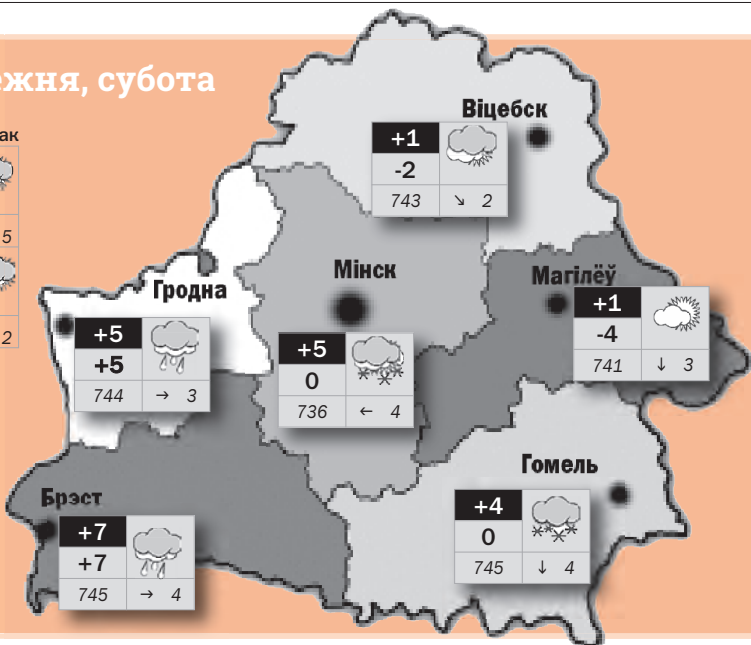 ежня, субота
ак
5
2
Віцебск
+1
-2
743 ↘ 2
Мінск
+5
0
736 ← 4
Магілёў
+1
-4
741 ↓ 3
Гродна
+5
+5
744 → 3
Гомель
+4
0
745 ↓ 4
Брэст
+7
+7
745 → 4